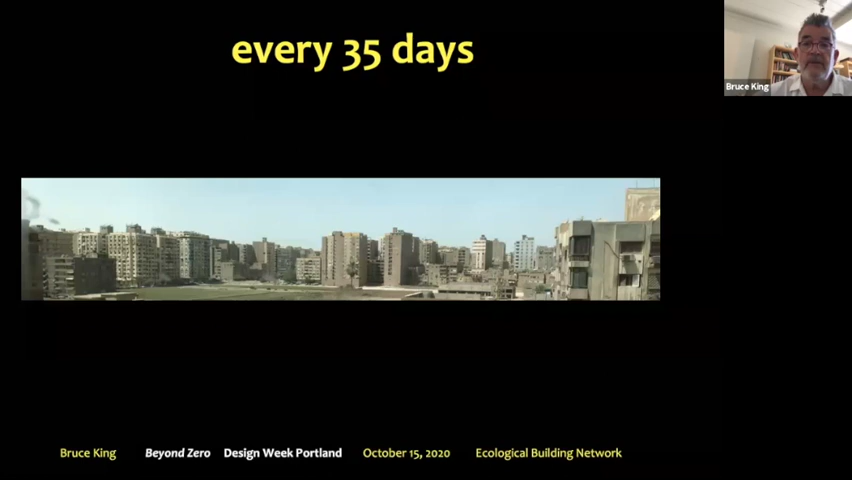 every 35 days
Bruce King
Bruce King Beyond Zero Design Week Portland October 15, 2020 Ecological Building Network